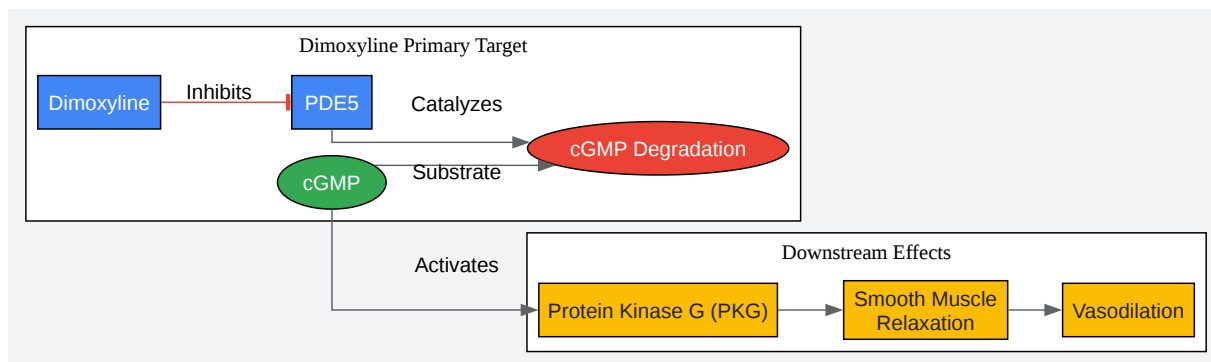 Dimoxyline Primary Target
Dimoxyline
Inhibits
PDE5
Catalyzes
cGMP Degradation
cGMP
Substrate
Activates
Downstream Effects
Protein Kinase G (PKG)
Smooth Muscle
Relaxation
Vasodilation